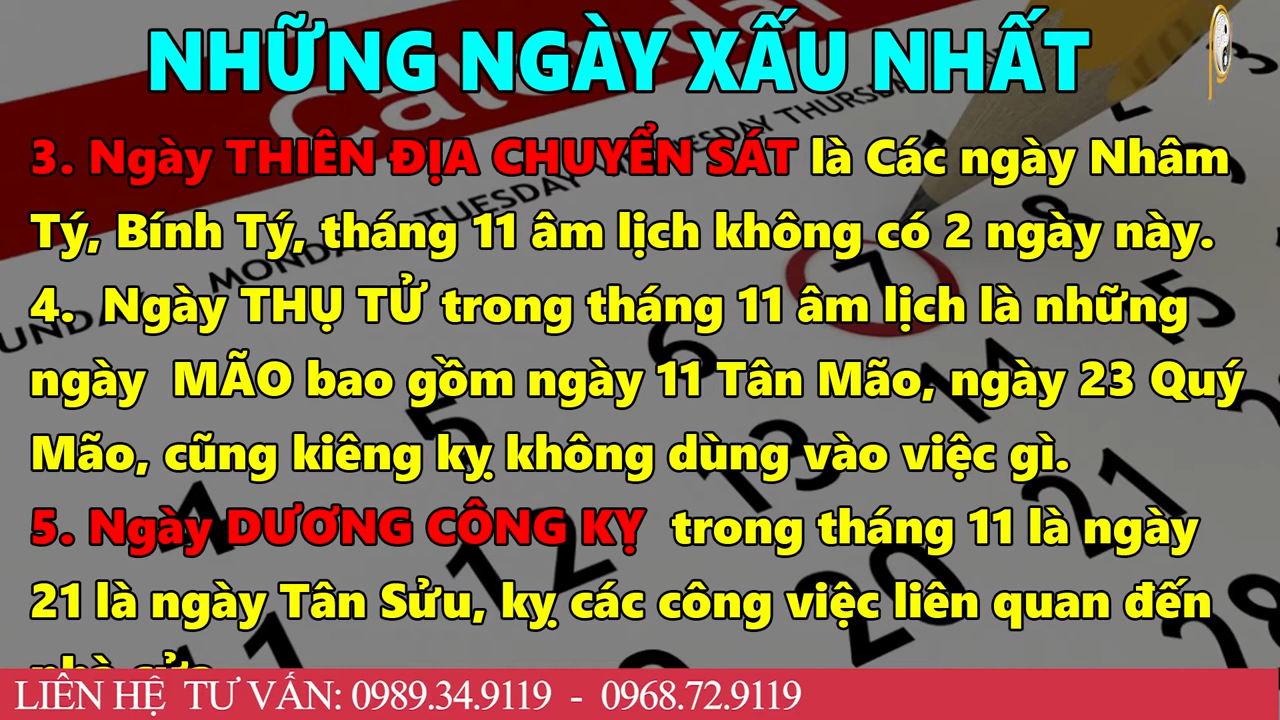 NHỮNG NGÀY XẤU NHẤT
3. Ngày THIÊN ĐỊA CHUYỂN SÁT là Các ngày Nhâm
Tý, Bính Tý, tháng 11 âm lịch không có 2 ngày này.
4. Ngày THỤ TỬ trong tháng 11 âm lịch là những
ngày MÃO bao gồm ngày 11 Tân Mão, ngày 23 Quý
Mão, cũng kiêng kỵ không dùng vào việc gì.
5. Ngày DƯƠNG CÔNG KỴ trong tháng 11 là ngày
21 là ngày Tân Sửu, kỵ các công việc liên quan đến
nhà cửa
LIÊN HỆ TƯ VẤN: 0989.34.9119 - 0968.72.9119